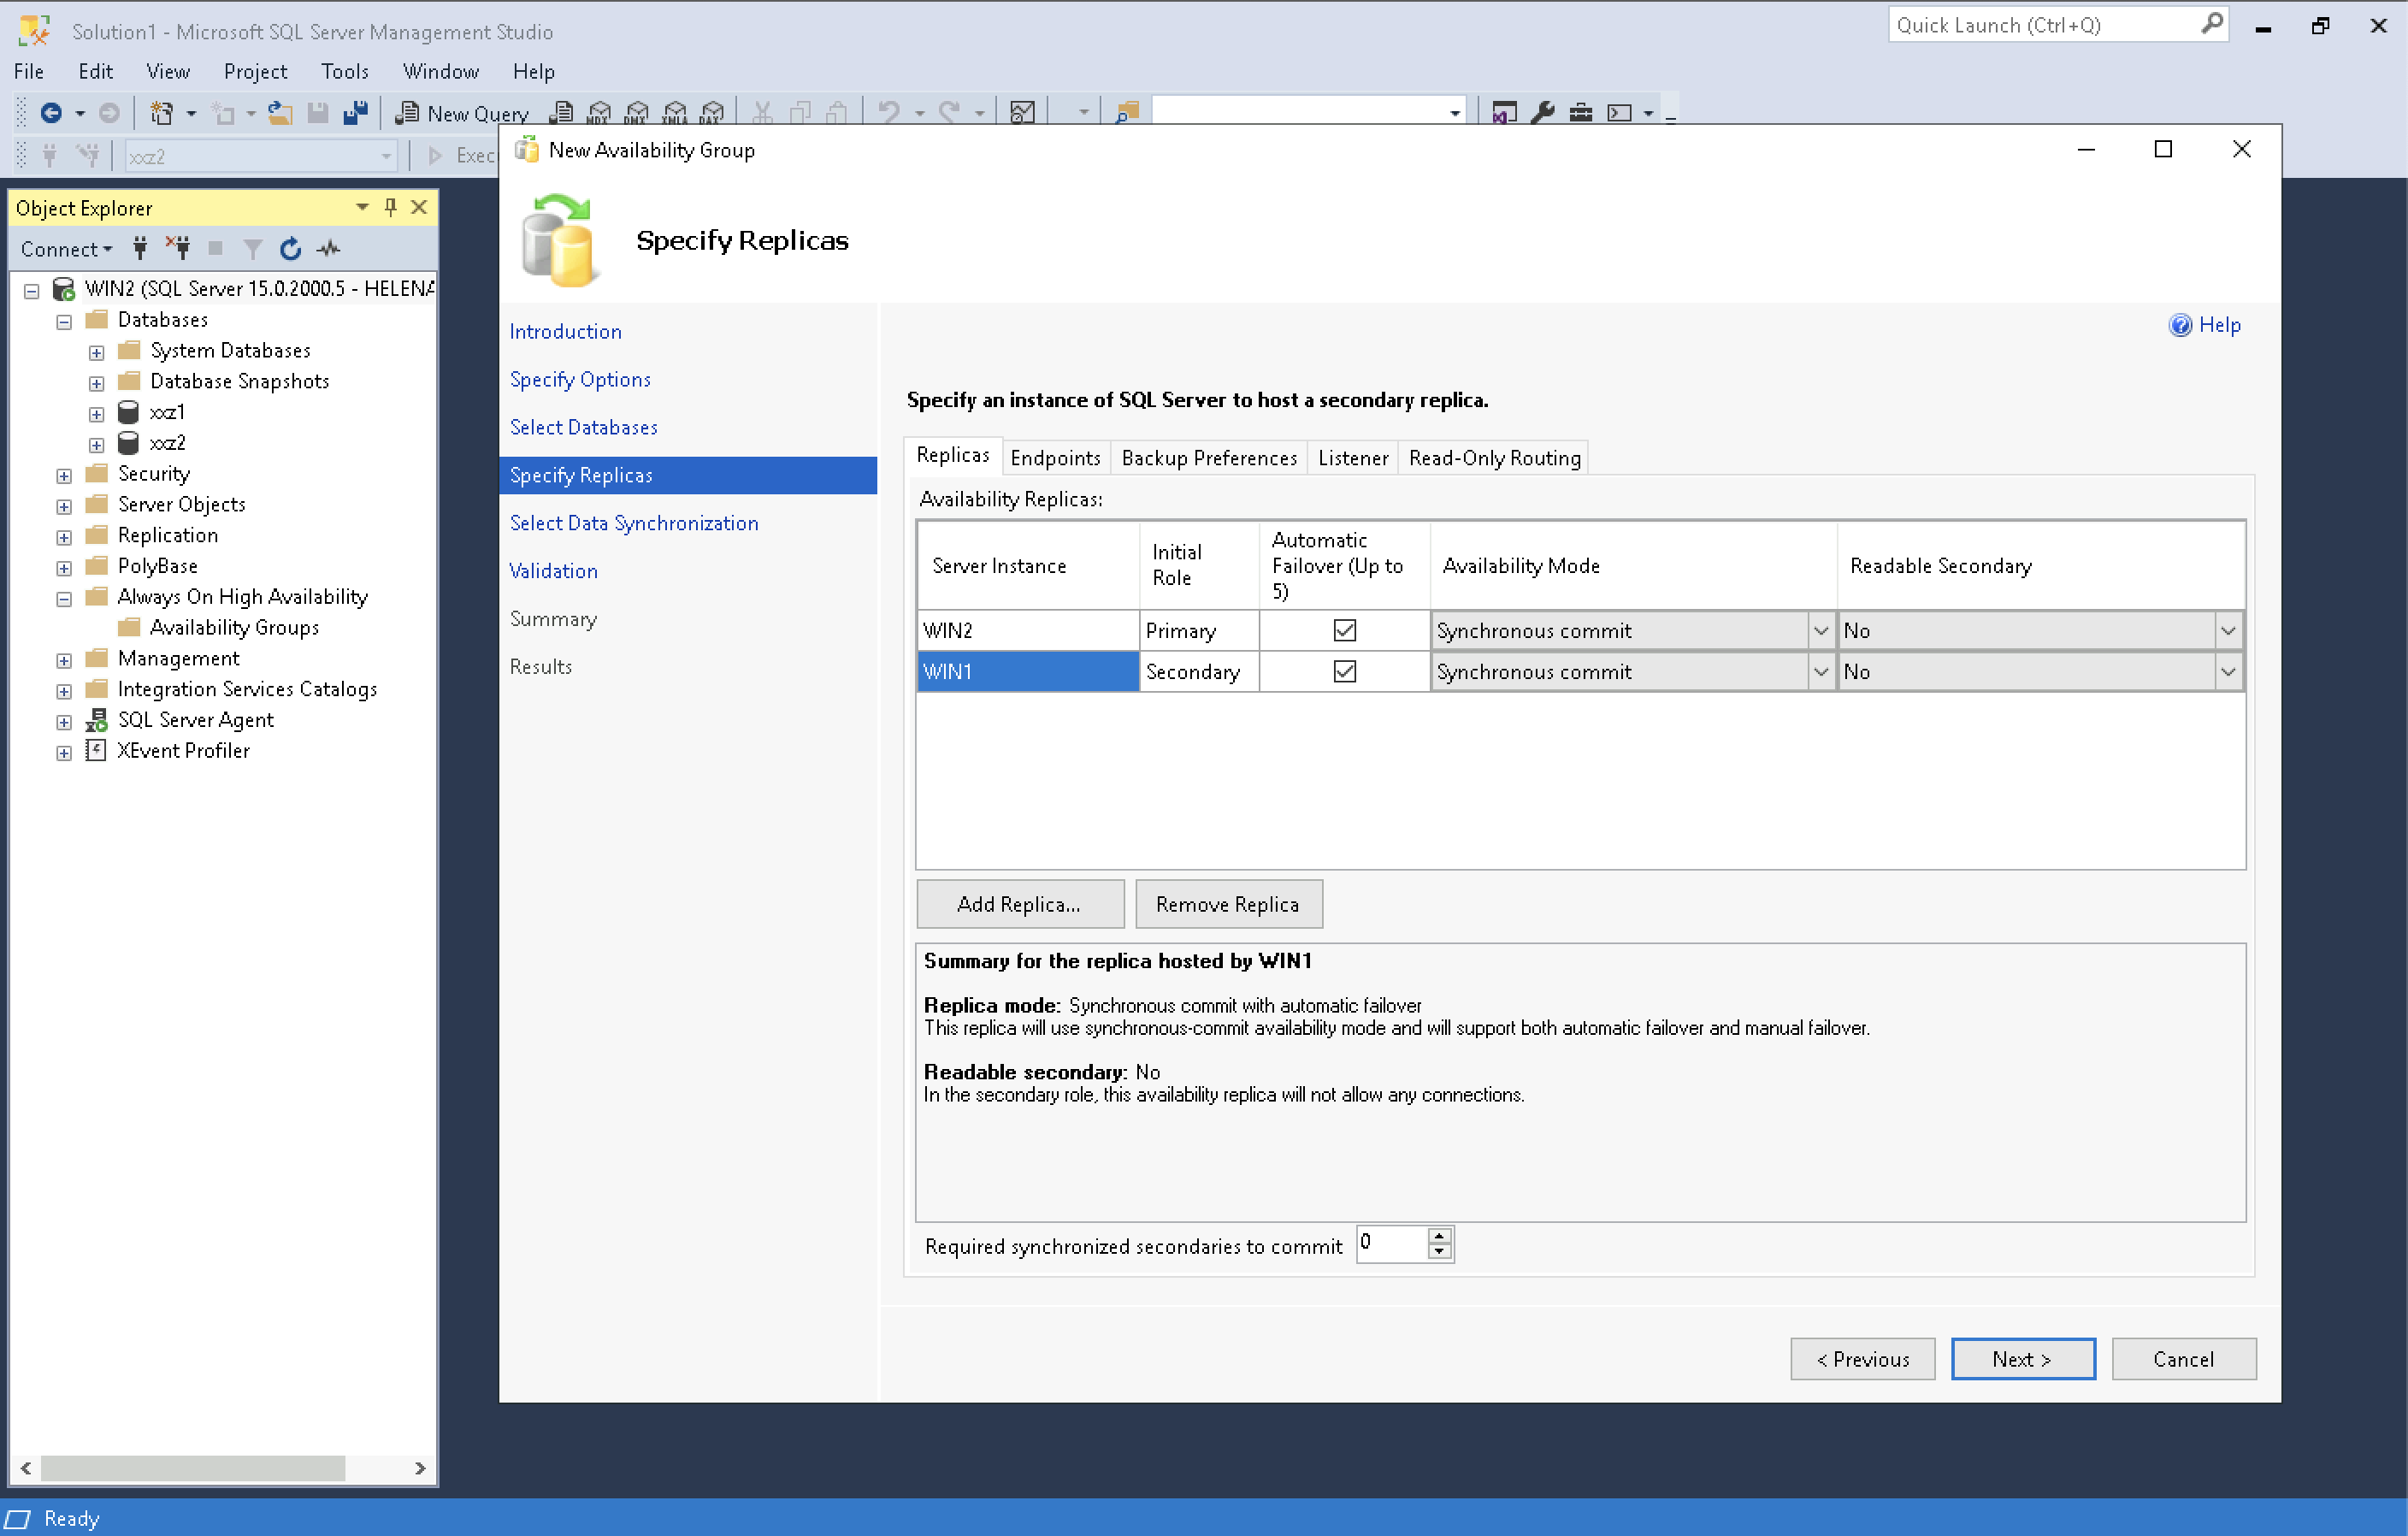 Solution1 - Microsoft SQL Server Management Studio
Quick Launch (Ctrl+Q)
File Edit View Project Tools Window Help
New Query MDX DMX XMLA DAX
xxz2
Execu
New Availability Group
Specify Replicas
Object Explorer
Connect
WIN2 (SQL Server 15.0.2000.5 - HELENA
Databases
System Databases
Database Snapshots
xxz1
xxz2
Security
Server Objects
Replication
PolyBase
Always On High Availability
Availability Groups
Management
Integration Services Catalogs
SQL Server Agent
XEvent Profiler
Introduction
Specify Options
Select Databases
Specify Replicas
Select Data Synchronization
Validation
Summary
Results
Help
Specify an instance of SQL Server to host a secondary replica.
Replicas Endpoints Backup Preferences Listener Read-Only Routing
Availability Replicas:
Server Instance
Initial
Role
Automatic
Failover (Up to
5)
Availability Mode
Readable Secondary
WIN2 Primary Synchronous commit No
WIN1 Secondary Synchronous commit No
Add Replica... Remove Replica
Summary for the replica hosted by WIN1
Replica mode: Synchronous commit with automatic failover
This replica will use synchronous-commit availability mode and will support both automatic failover and manual failover.
Readable secondary: No
In the secondary role, this availability replica will not allow any connections.
Required synchronized secondaries to commit 0
< Previous Next > Cancel
Ready